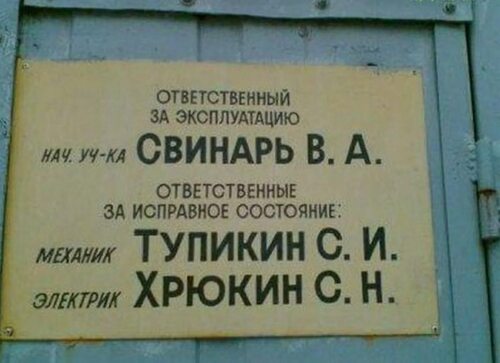 ОТВЕТСТВЕННЫЙ
ЗА ЭКСПЛУАТАЦИЮ
НАЧ. УЧ-КА СВИНАРЬ В. А.
ОТВЕТСТВЕННЫЕ
ЗА ИСПРАВНОЕ СОСТОЯНИЕ:
МЕХАНИК ТУПИКИН С. И.
ЭЛЕКТРИК ХРЮКИН С. Н.